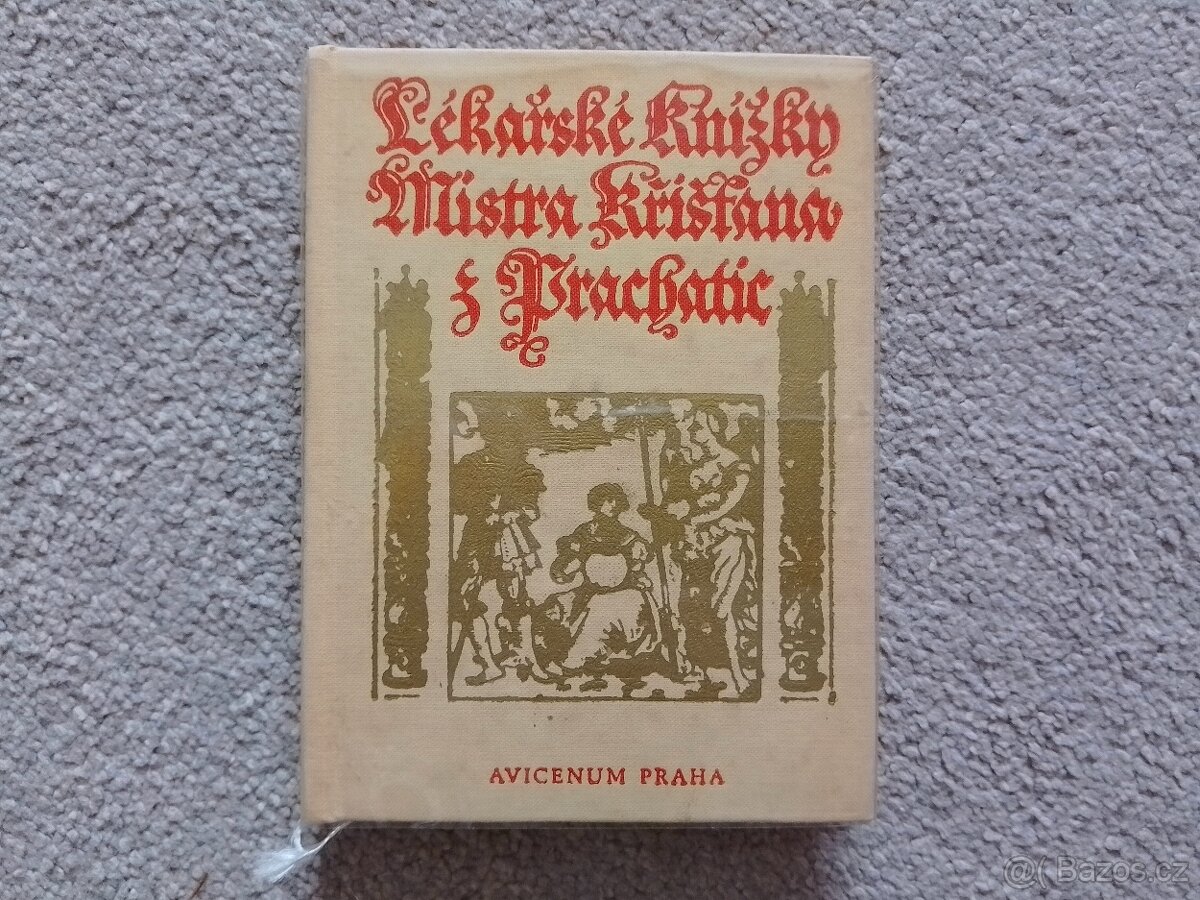 Lékařské Knížky
Mistra Křišťana
z Prachatic
AVICENUM PRAHA
@( Bazos.cz